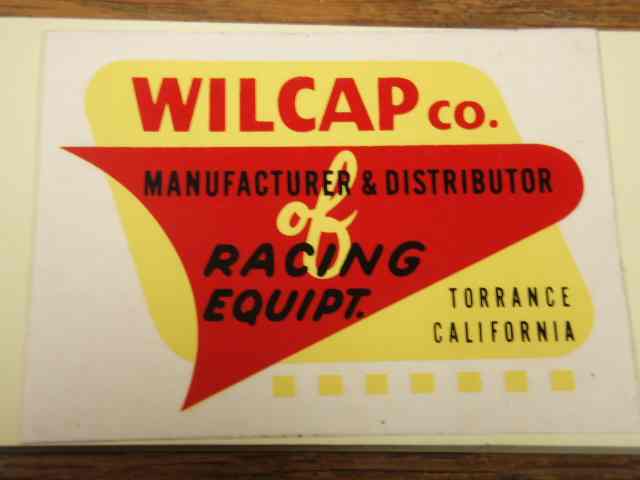 WILCAP CO.
MANUFACTURER & DISTRIBUTOR
of
RACING
EQUIPT.
TORRANCE
CALIFORNIA